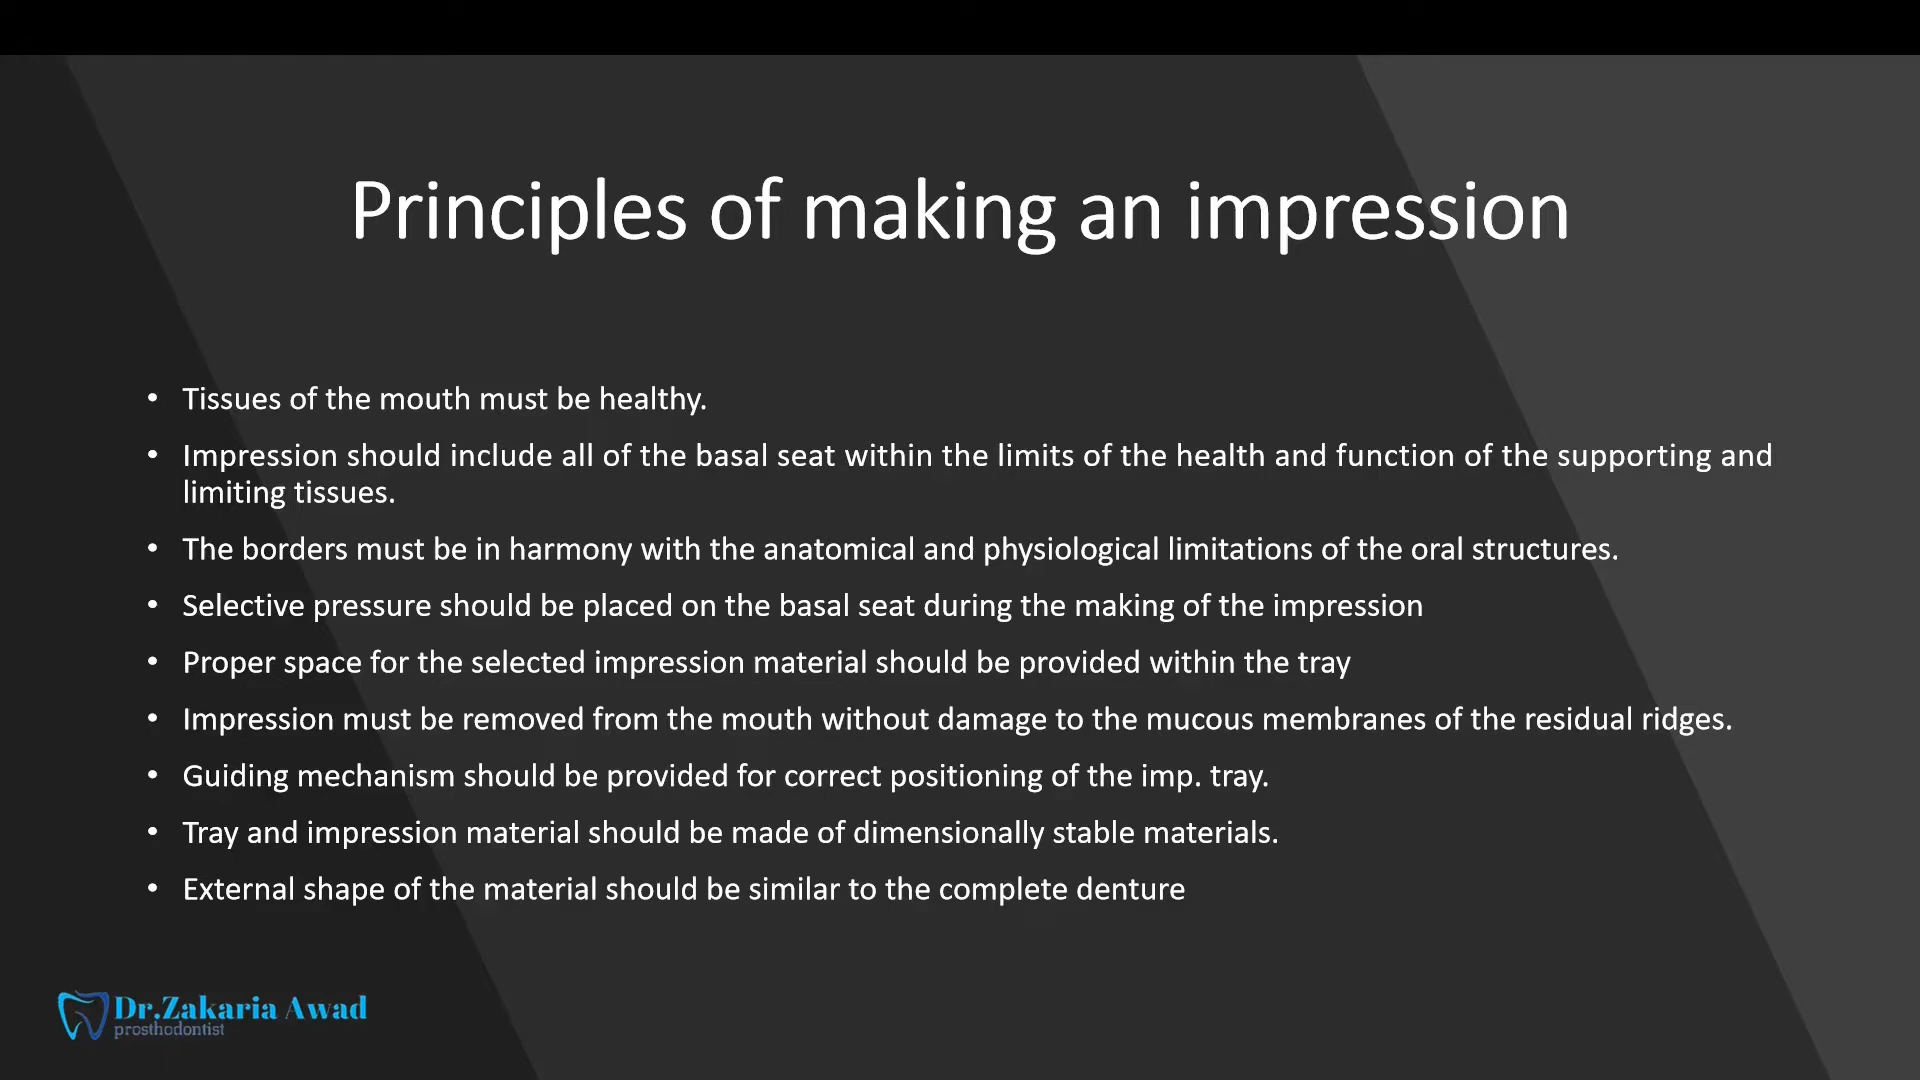 Principles of making an impression
• Tissues of the mouth must be healthy.
• Impression should include all of the basal seat within the limits of the health and function of the supporting and
limiting tissues.
• The borders must be in harmony with the anatomical and physiological limitations of the oral structures.
• Selective pressure should be placed on the basal seat during the making of the impression
• Proper space for the selected impression material should be provided within the tray
• Impression must be removed from the mouth without damage to the mucous membranes of the residual ridges.
• Guiding mechanism should be provided for correct positioning of the imp. tray.
• Tray and impression material should be made of dimensionally stable materials.
• External shape of the material should be similar to the complete denture
Dr.Zakaria Awad
prosthodontist